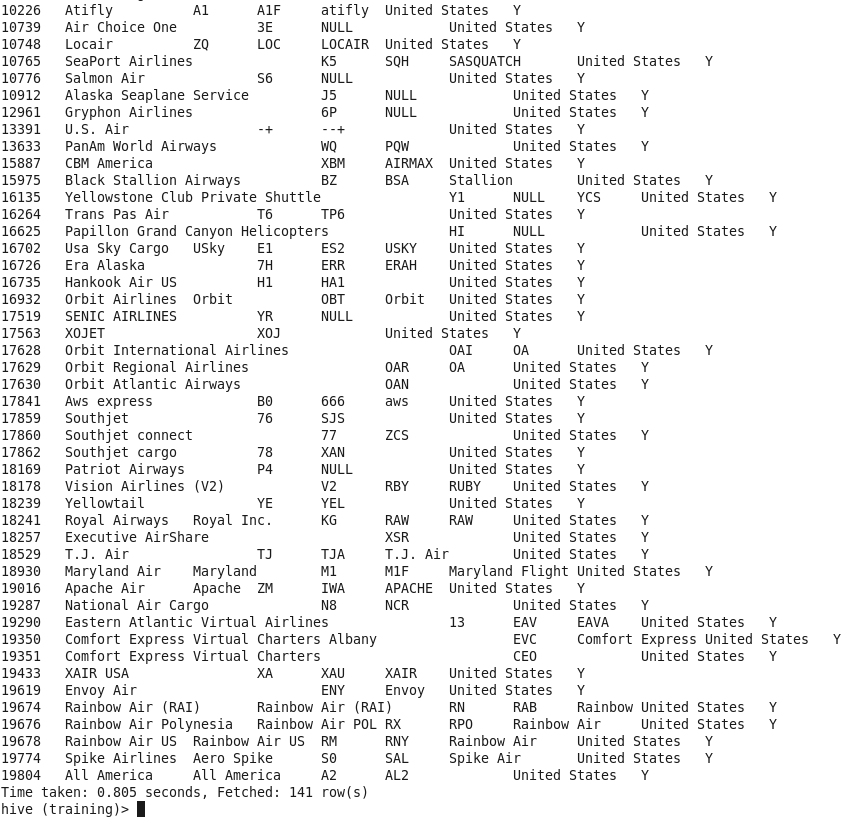 10226   Atifly          A1      A1F     atifly  United States   Y
10739   Air Choice One          3E      NULL            United States   Y
10748   Locair          ZQ      LOC     LOCAIR  United States   Y
10765   SeaPort Airlines                K5      SQH     SASQUATCH       United States   Y
10776   Salmon Air              S6      NULL            United States   Y
10912   Alaska Seaplane Service         J5      NULL            United States   Y
12961   Gryphon Airlines                6P      NULL            United States   Y
13391   U.S. Air                -+      --+             United States   Y
13633   PanAm World Airways             WQ      PQW             United States   Y
15887   CBM America                     XBM     AIRMAX  United States   Y
15975   Black Stallion Airways          BZ      BSA     Stallion        United States   Y
16135   Yellowstone Club Private Shuttle                Y1      NULL    YCS     United States   Y
16264   Trans Pas Air           T6      TP6             United States   Y
16625   Papillon Grand Canyon Helicopters               HI      NULL            United States   Y
16702   Usa Sky Cargo   USky    E1      ES2     USKY    United States   Y
16726   Era Alaska              7H      ERR     ERAH    United States   Y
16735   Hankook Air US          H1      HA1             United States   Y
16932   Orbit Airlines  Orbit           OBT     Orbit   United States   Y
17519   SENIC AIRLINES          YR      NULL            United States   Y
17563   XOJET                   XOJ             United States   Y
17628   Orbit International Airlines                    OAI     OA      United States   Y
17629   Orbit Regional Airlines                 OAR     OA      United States   Y
17630   Orbit Atlantic Airways                  OAN             United States   Y
17841   Aws express             B0      666     aws     United States   Y
17859   Southjet                76      SJS             United States   Y
17860   Southjet connect                77      ZCS             United States   Y
17862   Southjet cargo          78      XAN             United States   Y
18169   Patriot Airways         P4      NULL            United States   Y
18178   Vision Airlines (V2)            V2      RBY     RUBY    United States   Y
18239   Yellowtail              YE      YEL             United States   Y
18241   Royal Airways   Royal Inc.      KG      RAW     RAW     United States   Y
18257   Executive AirShare                      XSR             United States   Y
18529   T.J. Air                TJ      TJA     T.J. Air        United States   Y
18930   Maryland Air    Maryland        M1      M1F     Maryland Flight United States   Y
19016   Apache Air      Apache  ZM      IWA     APACHE  United States   Y
19287   National Air Cargo              N8      NCR             United States   Y
19290   Eastern Atlantic Virtual Airlines               13      EAV     EAVA    United States   Y
19350   Comfort Express Virtual Charters Albany                 EVC     Comfort Express United States   Y
19351   Comfort Express Virtual Charters                        CEO             United States   Y
19433   XAIR USA                XA      XAU     XAIR    United States   Y
19619   Envoy Air                       ENY     Envoy   United States   Y
19674   Rainbow Air (RAI)       Rainbow Air (RAI)       RN      RAB     Rainbow United States   Y
19676   Rainbow Air Polynesia   Rainbow Air POL RX      RPO     Rainbow Air     United States   Y
19678   Rainbow Air US  Rainbow Air US  RM      RNY     Rainbow Air     United States   Y
19774   Spike Airlines  Aero Spike      S0      SAL     Spike Air       United States   Y
19804   All America     All America     A2      AL2             United States   Y
Time taken: 0.805 seconds, Fetched: 141 row(s)
hive (training)>